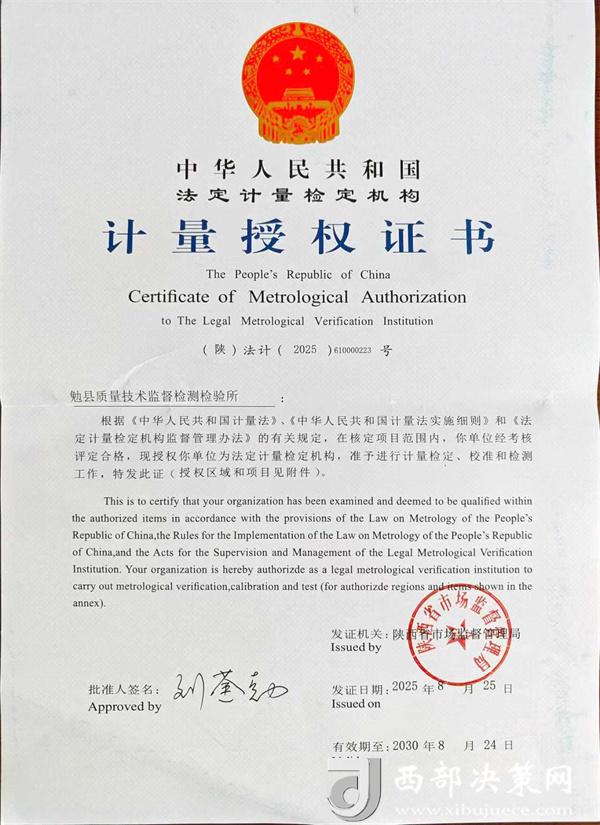 中华人民共和国
法定计量检定机构
计量授权证书
The People's Republic of China
Certificate of Metrological Authorization
to The Legal Metrological Verification Institution
（陕）法计（ 2025 ）610000223 号
勉县质量技术监督检测检验所 ：
根据《中华人民共和国计量法》、《中华人民共和国计量法实施细则》和《法
定计量检定机构监督管理办法》的有关规定，在核定项目范围内，你单位经考核
评定合格，现授权你单位为法定计量检定机构，准予进行计量检定、校准和检测
工作，特发此证（授权区域和项目见附件）。
This is to certify that your organization has been examined and deemed to be qualified within
the authorized items in accordance with the provisions of the Law on Metrology of the People's
Republic of China,the Rules for the Implementation of the Law on Metrology of the People's Republic
of China,and the Acts for the Supervision and Management of the Legal Metrological Verification
Institution. Your organization is hereby authorizde as a legal metrological verification institution to
carry out metrological verification,calibration and test (for authorizde regions and items shown in the
annex).
发证机关：陕西省市场监督管理局
Issued by
陕西省市场监督管理局
批准人签名：
Approved by
发证日期：2025 年 8 月 25 日
Issued on
有效期至：2030 年 8 月 24 日
西部决策网
www.xibujuece.com